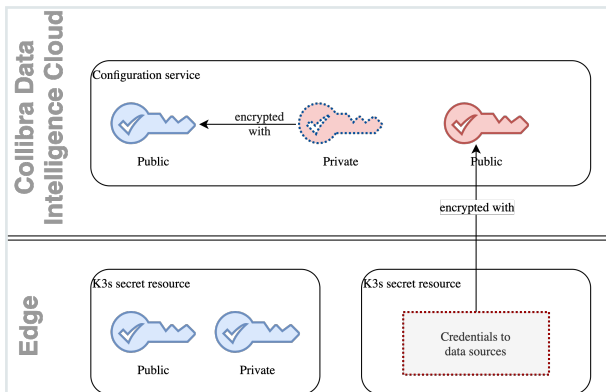 Collibra Data
Intelligence Cloud
Configuration service
encrypted
with
Public
Private
Public
encrypted with
Edge
K3s secret resource
Public
Private
K3s secret resource
Credentials to
data sources